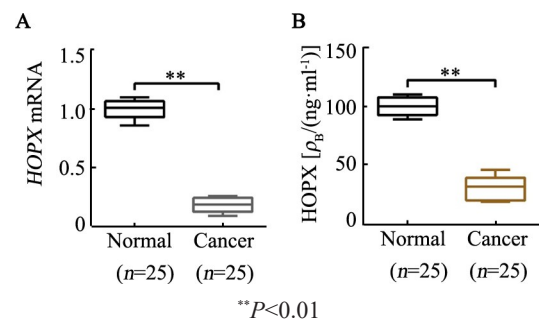 A
HOPX mRNA
1.5
1.0
0.5
0
**
Normal
Cancer
(n=25)
(n=25)
B
HOPX [ρB/(ng·ml⁻¹)]
150
100
50
0
**
Normal
Cancer
(n=25)
(n=25)
**P<0.01